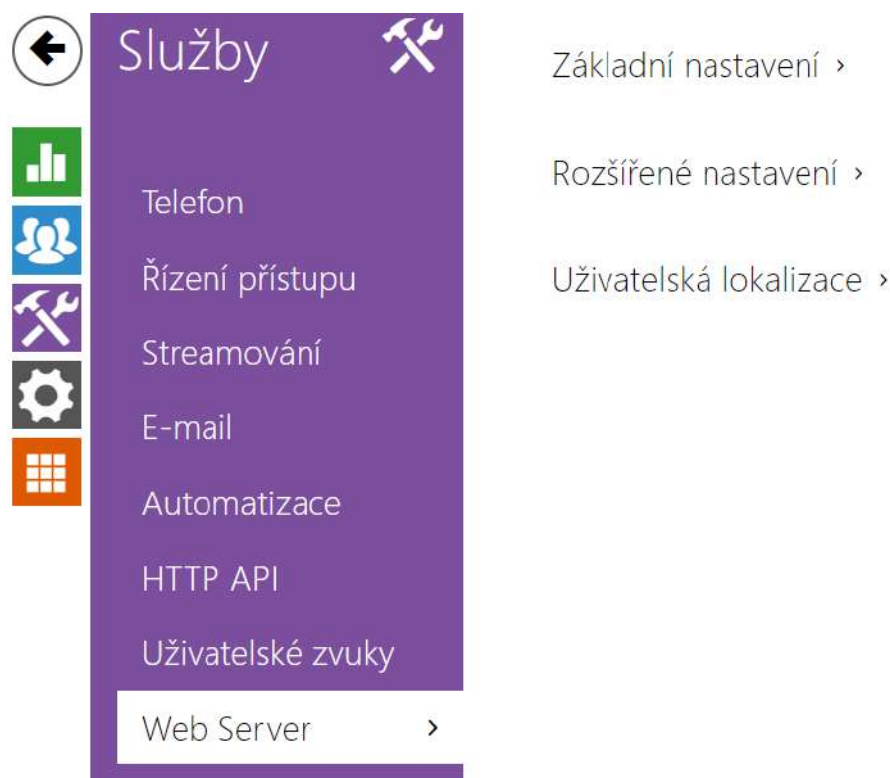 Služby
Telefon
Řízení přístupu
Streamování
E-mail
Automatizace
HTTP API
Uživatelské zvuky
Web Server ›
Základní nastavení ›
Rozšířené nastavení ›
Uživatelská lokalizace ›